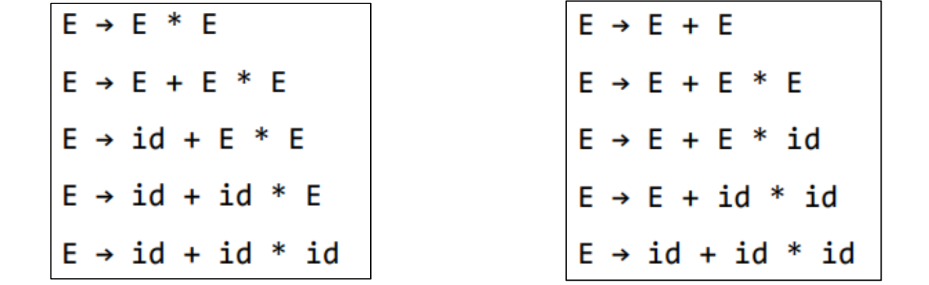 E → E * E
E → E + E * E
E → id + E * E
E → id + id * E
E → id + id * id
E → E + E
E → E + E * E
E → E + E * id
E → E + id * id
E → id + id * id